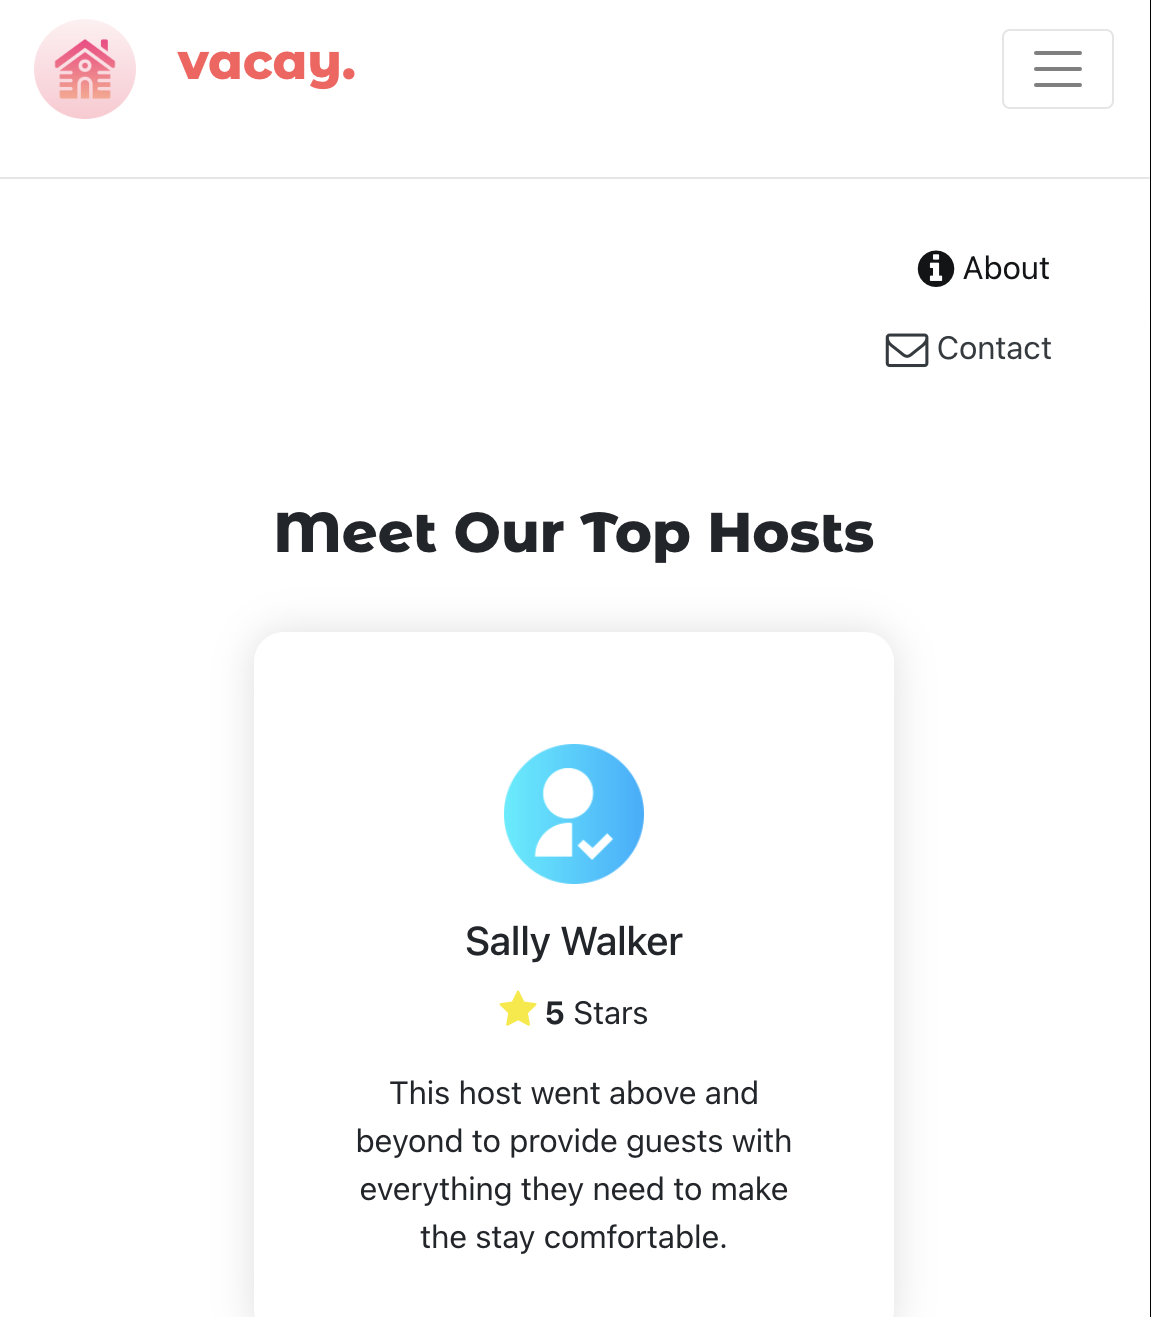 vacay.
About
Contact
Meet Our Top Hosts
Sally Walker
5 Stars
This host went above and
beyond to provide guests with
everything they need to make
the stay comfortable.